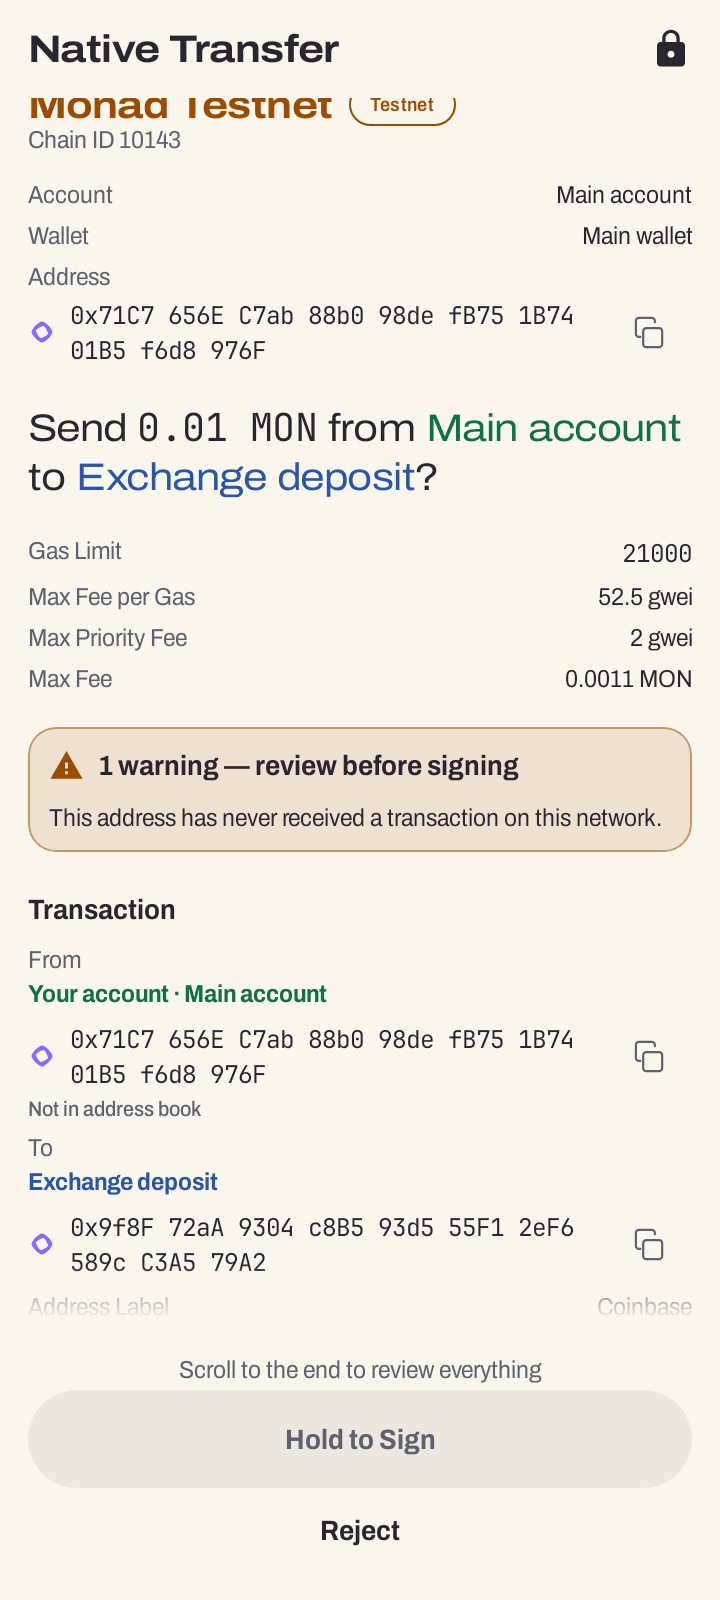 Native Transfer
Monad Testnet
Testnet
Chain ID 10143
Account
Main account
Wallet
Main wallet
Address
0x71C7 656E C7ab 88b0 98de fB75 1B74
01B5 f6d8 976F
Send 0.01 MON from Main account
to Exchange deposit?
Gas Limit
21000
Max Fee per Gas
52.5 gwei
Max Priority Fee
2 gwei
Max Fee
0.0011 MON
1 warning — review before signing
This address has never received a transaction on this network.
Transaction
From
Your account · Main account
0x71C7 656E C7ab 88b0 98de fB75 1B74
01B5 f6d8 976F
Not in address book
To
Exchange deposit
0x9f8F 72aA 9304 c8B5 93d5 55F1 2eF6
589c C3A5 79A2
Address Label
Coinbase
Scroll to the end to review everything
Hold to Sign
Reject